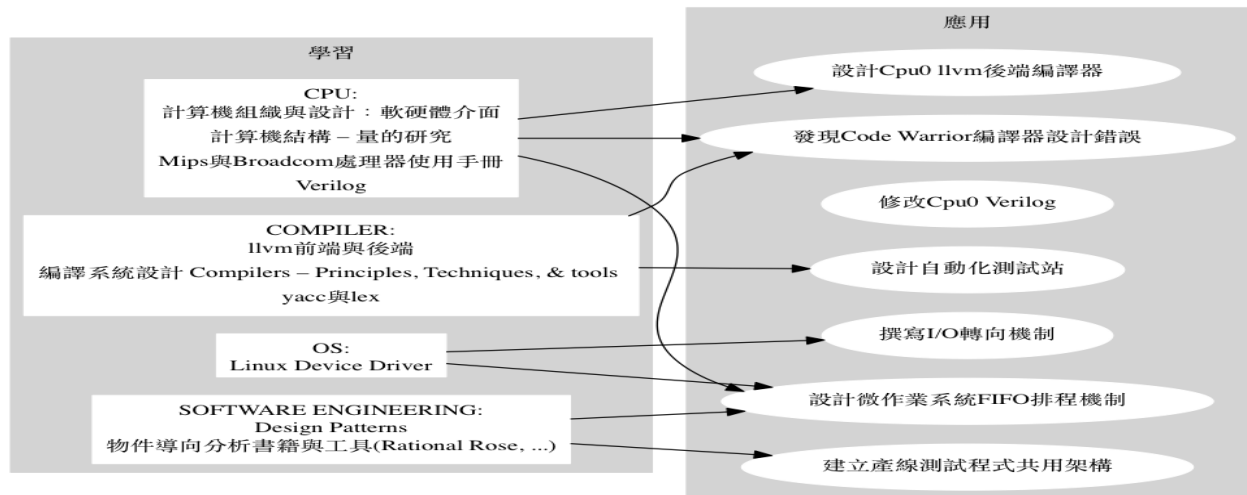 學習
CPU:
計算機組織與設計：軟硬體介面
計算機結構 – 量的研究
Mips與Broadcom處理器使用手冊
Verilog
COMPILER:
llvm前端與後端
編譯系統設計 Compilers – Principles, Techniques, & tools
yacc與lex
OS:
Linux Device Driver
SOFTWARE ENGINEERING:
Design Patterns
物件導向分析書籍與工具(Rational Rose, ...)
應用
設計Cpu0 llvm後端編譯器
發現Code Warrior編譯器設計錯誤
修改Cpu0 Verilog
設計自動化測試站
撰寫I/O轉向機制
設計微作業系統FIFO排程機制
建立產線測試程式共用架構